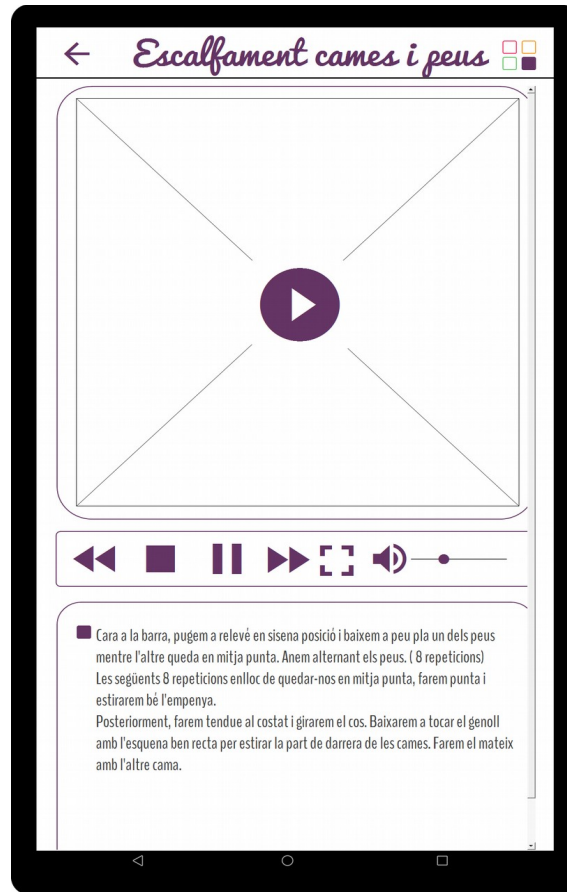 Escalfament cames i peus
Cara a la barra, pugem a relevé en sisena posició i baixem a peu pla un dels peus
mentre l'altre queda en mitja punta. Anem alternant els peus. ( 8 repeticions)
Les següents 8 repeticions enlloc de quedar-nos en mitja punta, farem punta i
estirarem bé l'empenya.
Posteriorment, farem tendue al costat i girarem el cos. Baixarem a tocar el genoll
amb l'esquena ben recta per estirar la part de darrera de les cames. Farem el mateix
amb l'altre cama.